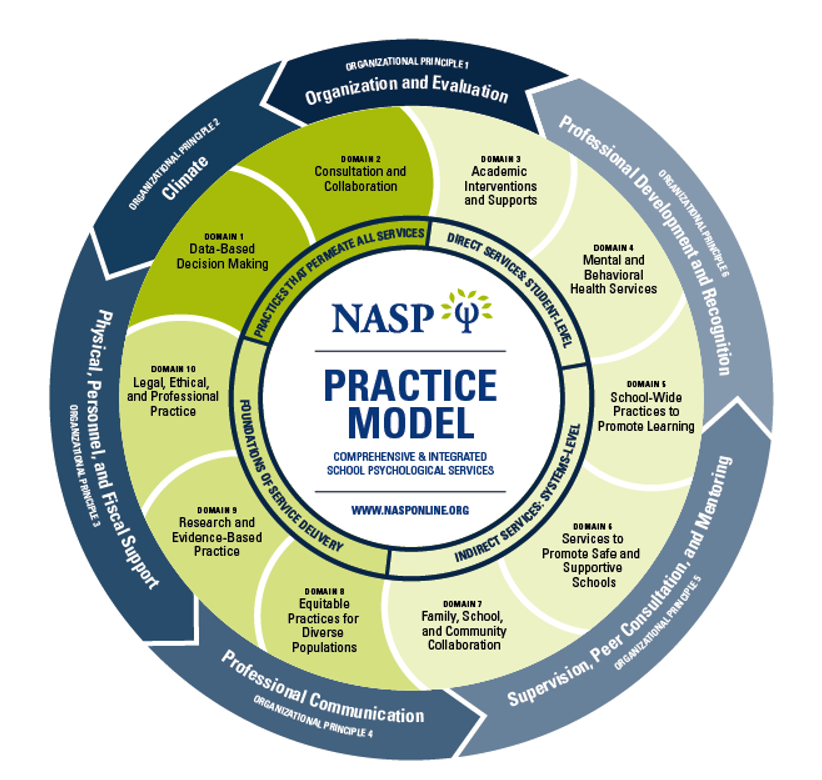 ORGANIZATIONAL PRINCIPLE 1
Organization and Evaluation
ORGANIZATIONAL PRINCIPLE 2
Climate
Physical, Personnel, and Fiscal Support
ORGANIZATIONAL PRINCIPLE 3
Professional Communication
ORGANIZATIONAL PRINCIPLE 4
Supervision, Peer Consultation, and Mentoring
ORGANIZATIONAL PRINCIPLE 5
ORGANIZATIONAL PRINCIPLE 6
Professional Development and Recognition
DOMAIN 1
Data-Based
Decision Making
DOMAIN 2
Consultation and
Collaboration
DOMAIN 3
Academic
Interventions
and Supports
DOMAIN 4
Mental and
Behavioral
Health Services
DOMAIN 5
School-Wide
Practices to
Promote Learning
DOMAIN 6
Services to
Promote Safe and
Supportive
Schools
DOMAIN 7
Family, School,
and Community
Collaboration
DOMAIN 8
Equitable
Practices for
Diverse
Populations
DOMAIN 9
Research and
Evidence-Based
Practice
DOMAIN 10
Legal, Ethical,
and Professional
Practice
PRACTICES THAT PERMEATE ALL SERVICES
DIRECT SERVICES: STUDENT-LEVEL
INDIRECT SERVICES: SYSTEMS-LEVEL
FOUNDATIONS OF SERVICE DELIVERY
NASP ψ
PRACTICE
MODEL
COMPREHENSIVE & INTEGRATED
SCHOOL PSYCHOLOGICAL SERVICES
WWW.NASPONLINE.ORG